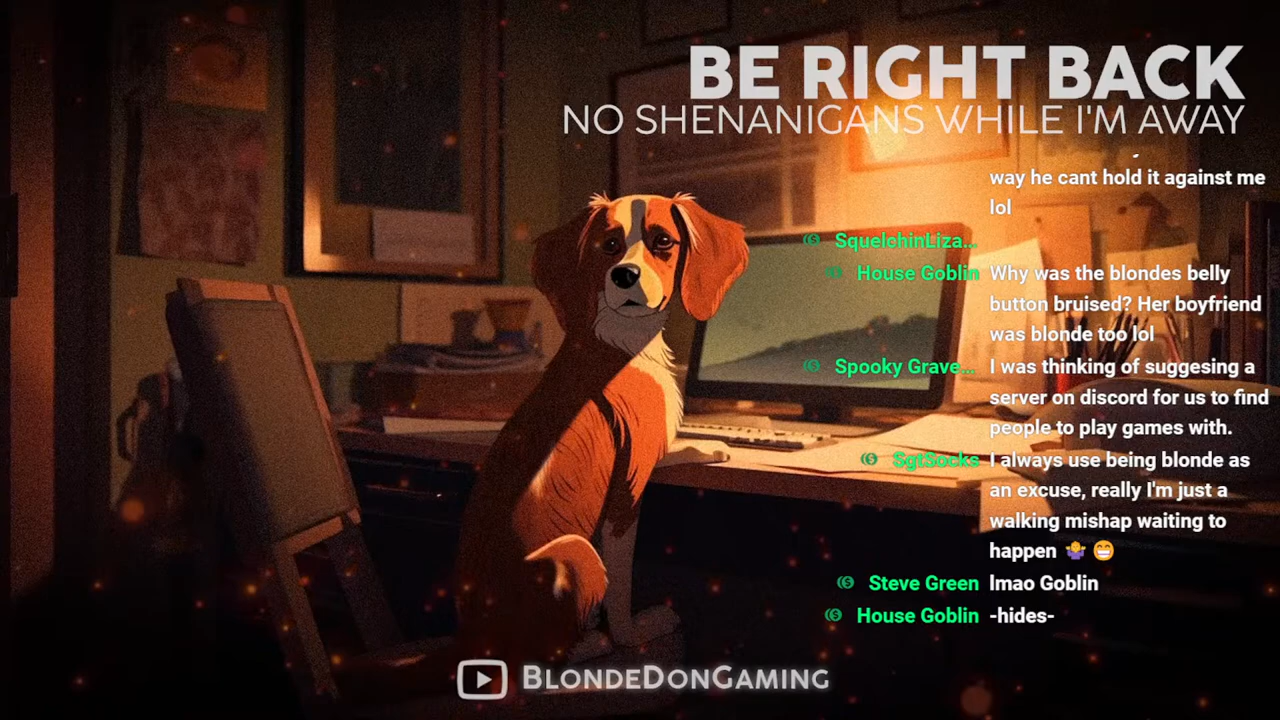 BE RIGHT BACK
NO SHENANIGANS WHILE I'M AWAY
way he cant hold it against me
lol
SquelchinLiza...
House Goblin Why was the blondes belly
button bruised? Her boyfriend
was blonde too lol
Spooky Grave... I was thinking of suggesing a
server on discord for us to find
people to play games with.
SgtSocks I always use being blonde as
an excuse, really I'm just a
walking mishap waiting to
happen 🤷 😁
Steve Green lmao Goblin
House Goblin -hides-
BLONDEDONGAMING